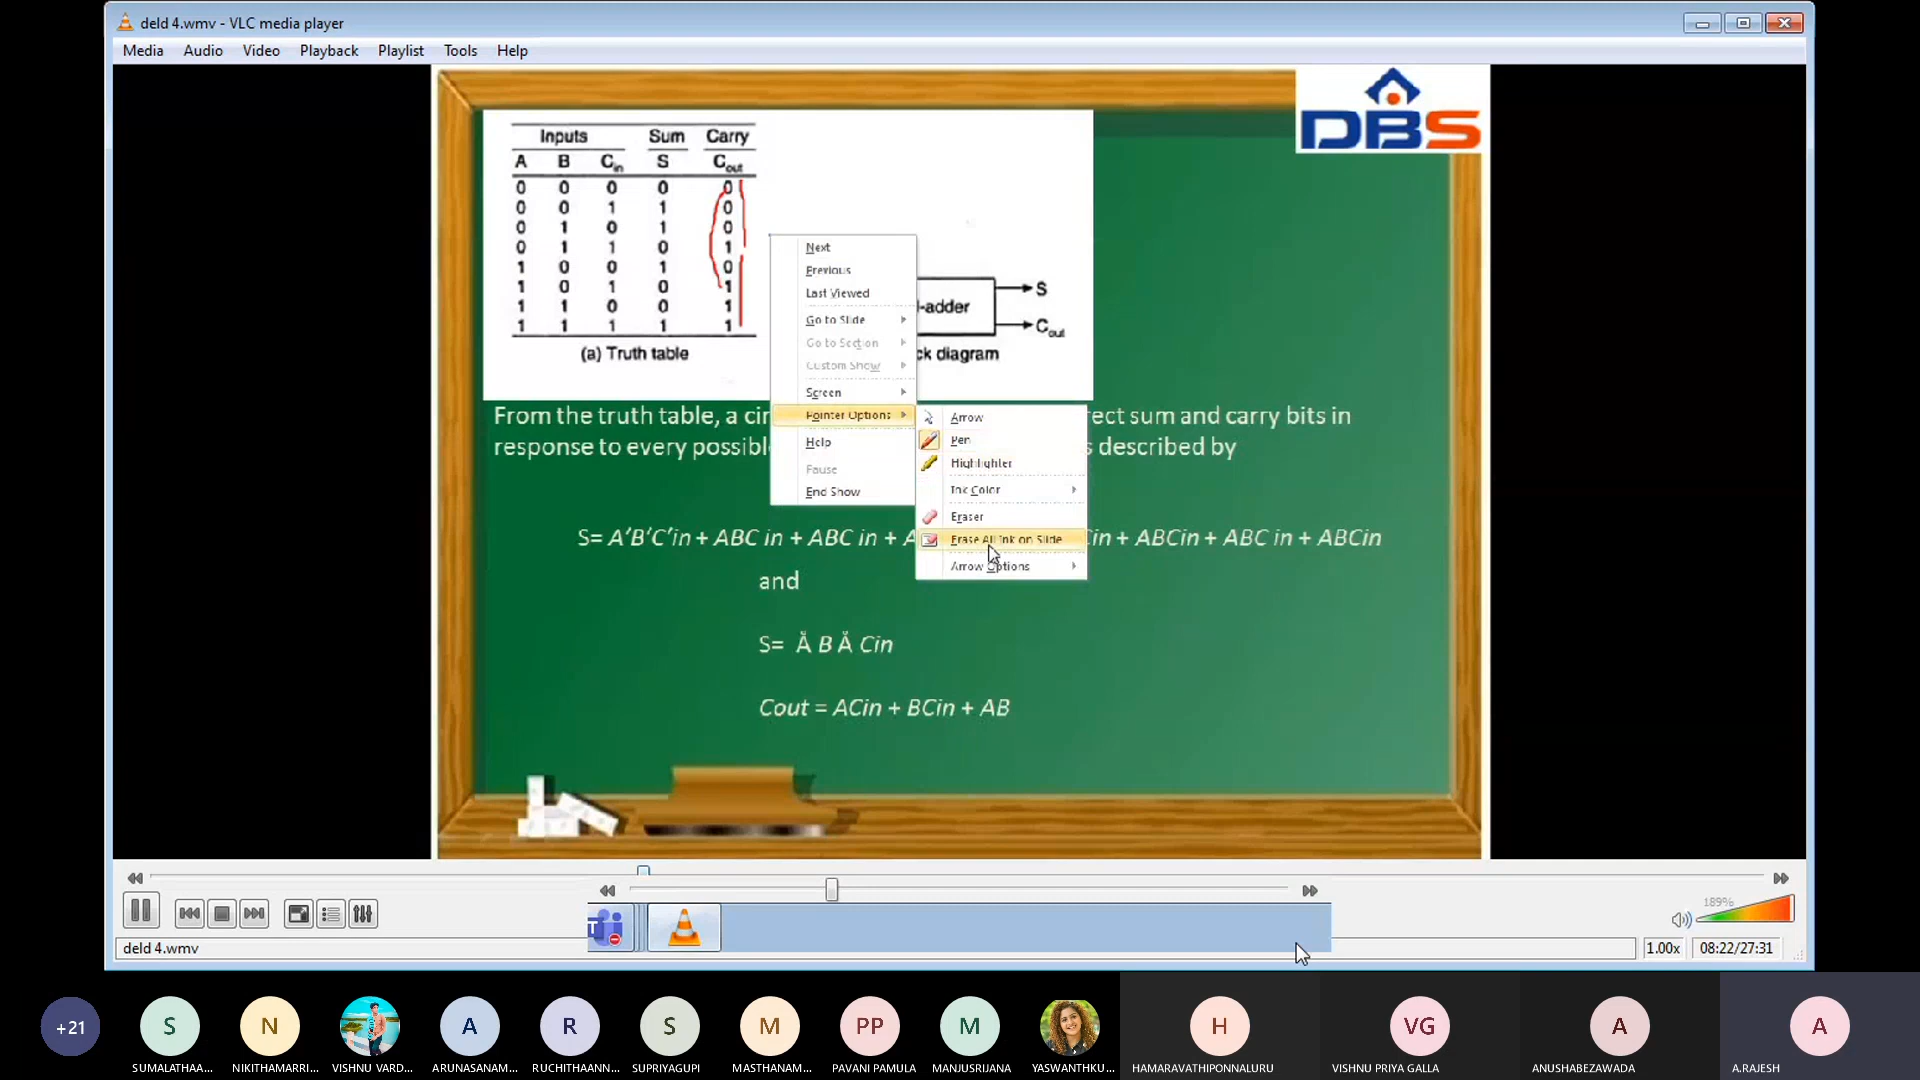 deld 4.wmv - VLC media player
Media Audio Video Playback Playlist Tools Help
DBS
Inputs Sum Carry
A B Cin S Cout
0 0 0 0 0
0 0 1 1 0
0 1 0 1 0
0 1 1 0 1
1 0 0 1 0
1 0 1 0 1
1 1 0 0 1
1 1 1 1 1
(a) Truth table
Next
Previous
Last Viewed
Go to Slide
Go to Section
Custom Show
Screen
Pointer Options
Help
Pause
End Show
l-adder
S
Cout
ck diagram
Arrow
Pen
Highlighter
Ink Color
Eraser
Erase All Ink on Slide
Arrow Options
From the truth table, a cir rect sum and carry bits in
response to every possibl s described by
S= A’B’C’in + ABC in + ABC in + A Cin + ABCin + ABC in + ABCin
and
S= Å B Å Cin
Cout = ACin + BCin + AB
189%
deld 4.wmv 1.00x 08:22/27:31
+21 S N A R S M PP M H VG A A
SUMALATHAA... NIKITHAMARRI... VISHNU VARD... ARUNASANAM... RUCHITHAANN... SUPRIYAGUPI MASTHANAM... PAVANI PAMULA MANJUSRIJANA YASWANTHKU... HAMARAVATHIPONNALURU VISHNU PRIYA GALLA ANUSHABEZAWADA A.RAJESH